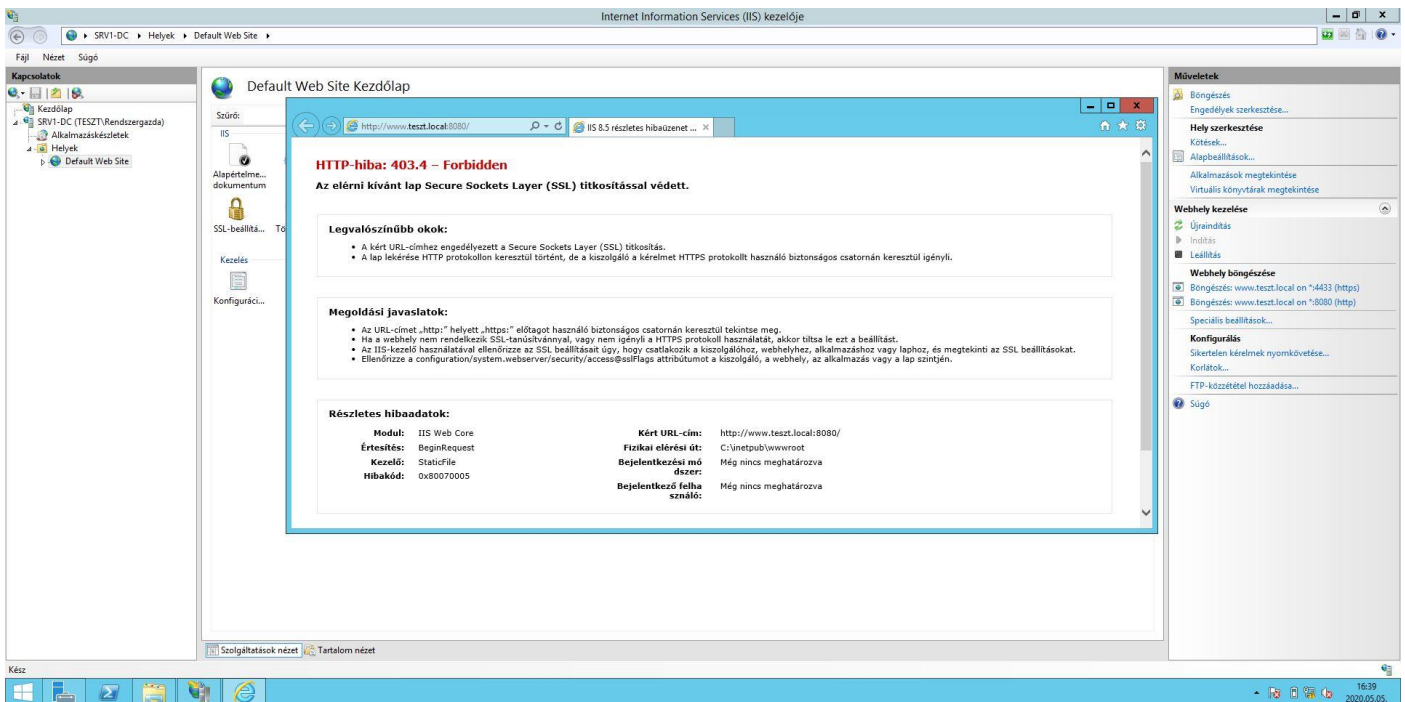 Internet Information Services (IIS) kezelője
SRV1-DC ▸ Helyek ▸ Default Web Site ▸
Fájl Nézet Súgó
Kapcsolatok
Kezdőlap
SRV1-DC (TESZT\Rendszergazda)
Alkalmazáskészletek
Helyek
Default Web Site
Default Web Site Kezdőlap
Szűrő:
IIS
Alapértelme...
dokumentum
SSL-beállítá... Tö
Kezelés
Konfiguráci...
http://www.teszt.local:8080/
IIS 8.5 részletes hibaüzenet ...
HTTP-hiba: 403.4 – Forbidden
Az elérni kívánt lap Secure Sockets Layer (SSL) titkosítással védett.
Legvalószínűbb okok:
• A kért URL-címhez engedélyezett a Secure Sockets Layer (SSL) titkosítás.
• A lap lekérése HTTP protokollon keresztül történt, de a kiszolgáló a kérelmet HTTPS protokollt használó biztonságos csatornán keresztül igényli.
Megoldási javaslatok:
• Az URL-címet „http:” helyett „https:” előtagot használó biztonságos csatornán keresztül tekintse meg.
• Ha a webhely nem rendelkezik SSL-tanúsítvánnyal, vagy nem igényli a HTTPS protokoll használatát, akkor tiltsa le ezt a beállítást.
• Az IIS-kezelő használatával ellenőrizze az SSL beállításait úgy, hogy csatlakozik a kiszolgálóhoz, webhelyhez, alkalmazáshoz vagy laphoz, és megtekinti az SSL beállításokat.
• Ellenőrizze a configuration/system.webserver/security/access@sslFlags attribútumot a kiszolgáló, a webhely, az alkalmazás vagy a lap szintjén.
Részletes hibaadatok:
Modul: IIS Web Core
Értesítés: BeginRequest
Kezelő: StaticFile
Hibakód: 0x80070005
Kért URL-cím: http://www.teszt.local:8080/
Fizikai elérési út: C:\inetpub\wwwroot
Bejelentkezési mó Még nincs meghatározva
dszer:
Bejelentkező felha Még nincs meghatározva
sználó:
Műveletek
Böngészés
Engedélyek szerkesztése...
Hely szerkesztése
Kötések...
Alapbeállítások...
Alkalmazások megtekintése
Virtuális könyvtárak megtekintése
Webhely kezelése
Újraindítás
Indítás
Leállítás
Webhely böngészése
Böngészés: www.teszt.local on *:4433 (https)
Böngészés: www.teszt.local on *:8080 (http)
Speciális beállítások...
Konfigurálás
Sikertelen kérelmek nyomkövetése...
Korlátok...
FTP-közzététel hozzáadása...
Súgó
Szolgáltatások nézet Tartalom nézet
Kész
16:39
2020.05.05.